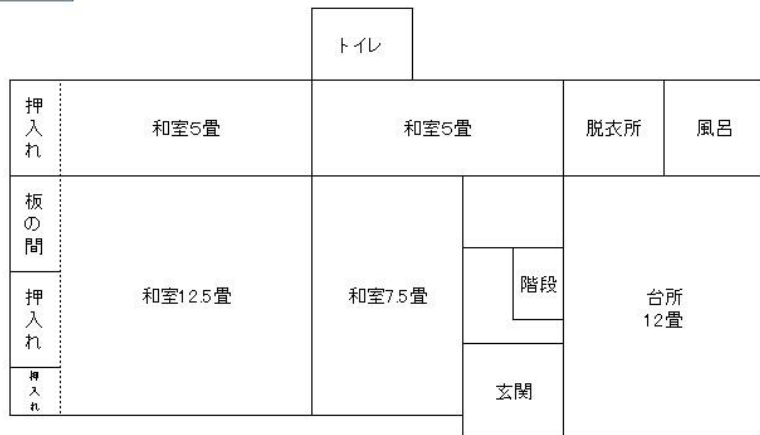 トイレ
押入れ
和室5畳
和室5畳
脱衣所
風呂
板の間
和室12.5畳
和室7.5畳
階段
台所
12畳
押入れ
押入れ
玄関